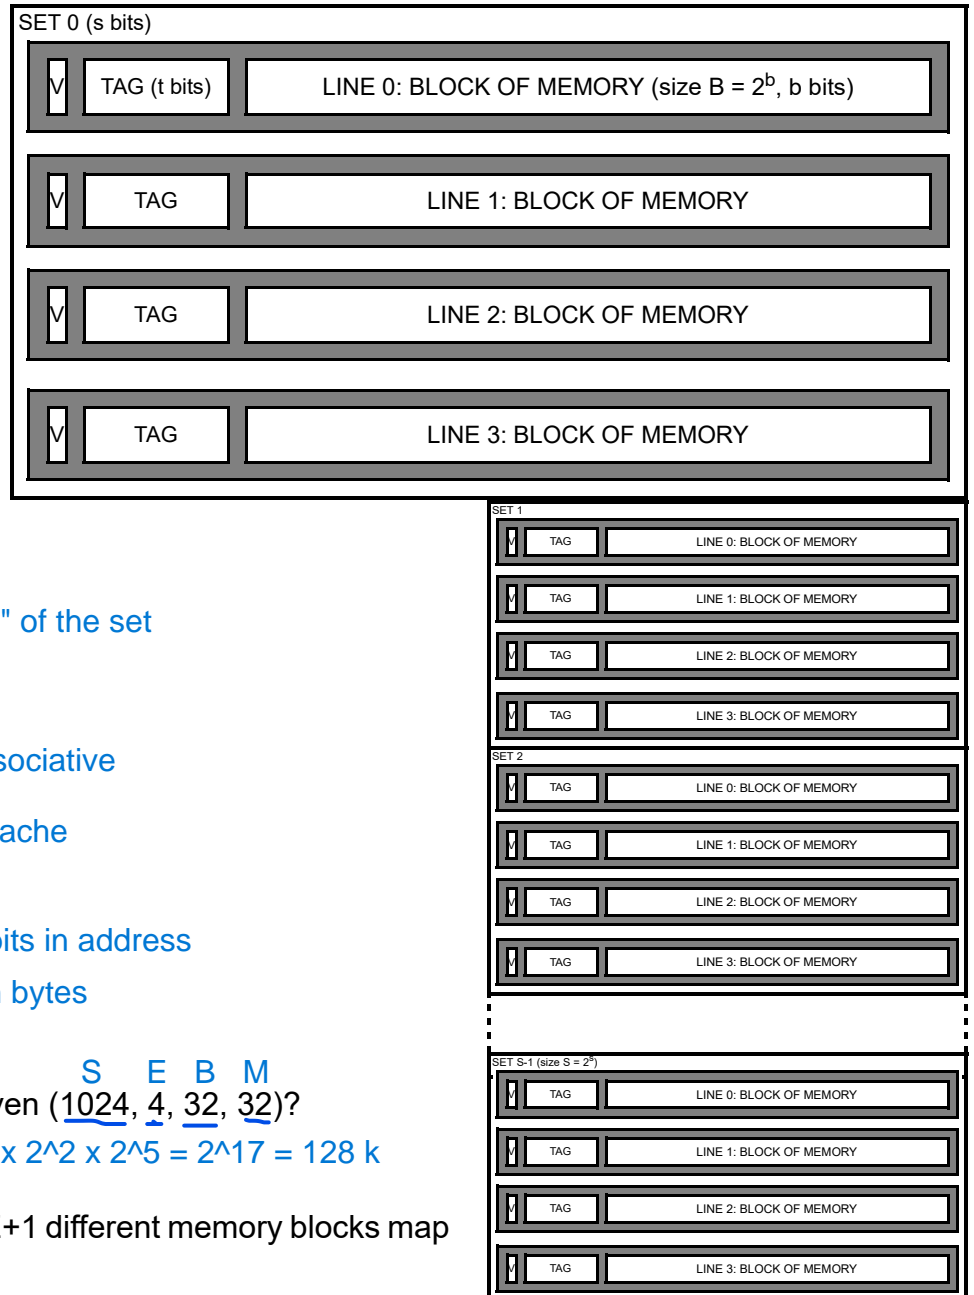 SET 0 (s bits)
V TAG (t bits) LINE 0: BLOCK OF MEMORY (size B = 2^b, b bits)
V TAG LINE 1: BLOCK OF MEMORY
V TAG LINE 2: BLOCK OF MEMORY
V TAG LINE 3: BLOCK OF MEMORY
SET 1
V TAG LINE 0: BLOCK OF MEMORY
V TAG LINE 1: BLOCK OF MEMORY
V TAG LINE 2: BLOCK OF MEMORY
V TAG LINE 3: BLOCK OF MEMORY
SET 2
V TAG LINE 0: BLOCK OF MEMORY
V TAG LINE 1: BLOCK OF MEMORY
V TAG LINE 2: BLOCK OF MEMORY
V TAG LINE 3: BLOCK OF MEMORY
SET S-1 (size S = 2^s)
V TAG LINE 0: BLOCK OF MEMORY
V TAG LINE 1: BLOCK OF MEMORY
V TAG LINE 2: BLOCK OF MEMORY
V TAG LINE 3: BLOCK OF MEMORY
" of the set
sociative
ache
bits in address
bytes
S E B M
ven (1024, 4, 32, 32)?
x 2^2 x 2^5 = 2^17 = 128 k
+1 different memory blocks map